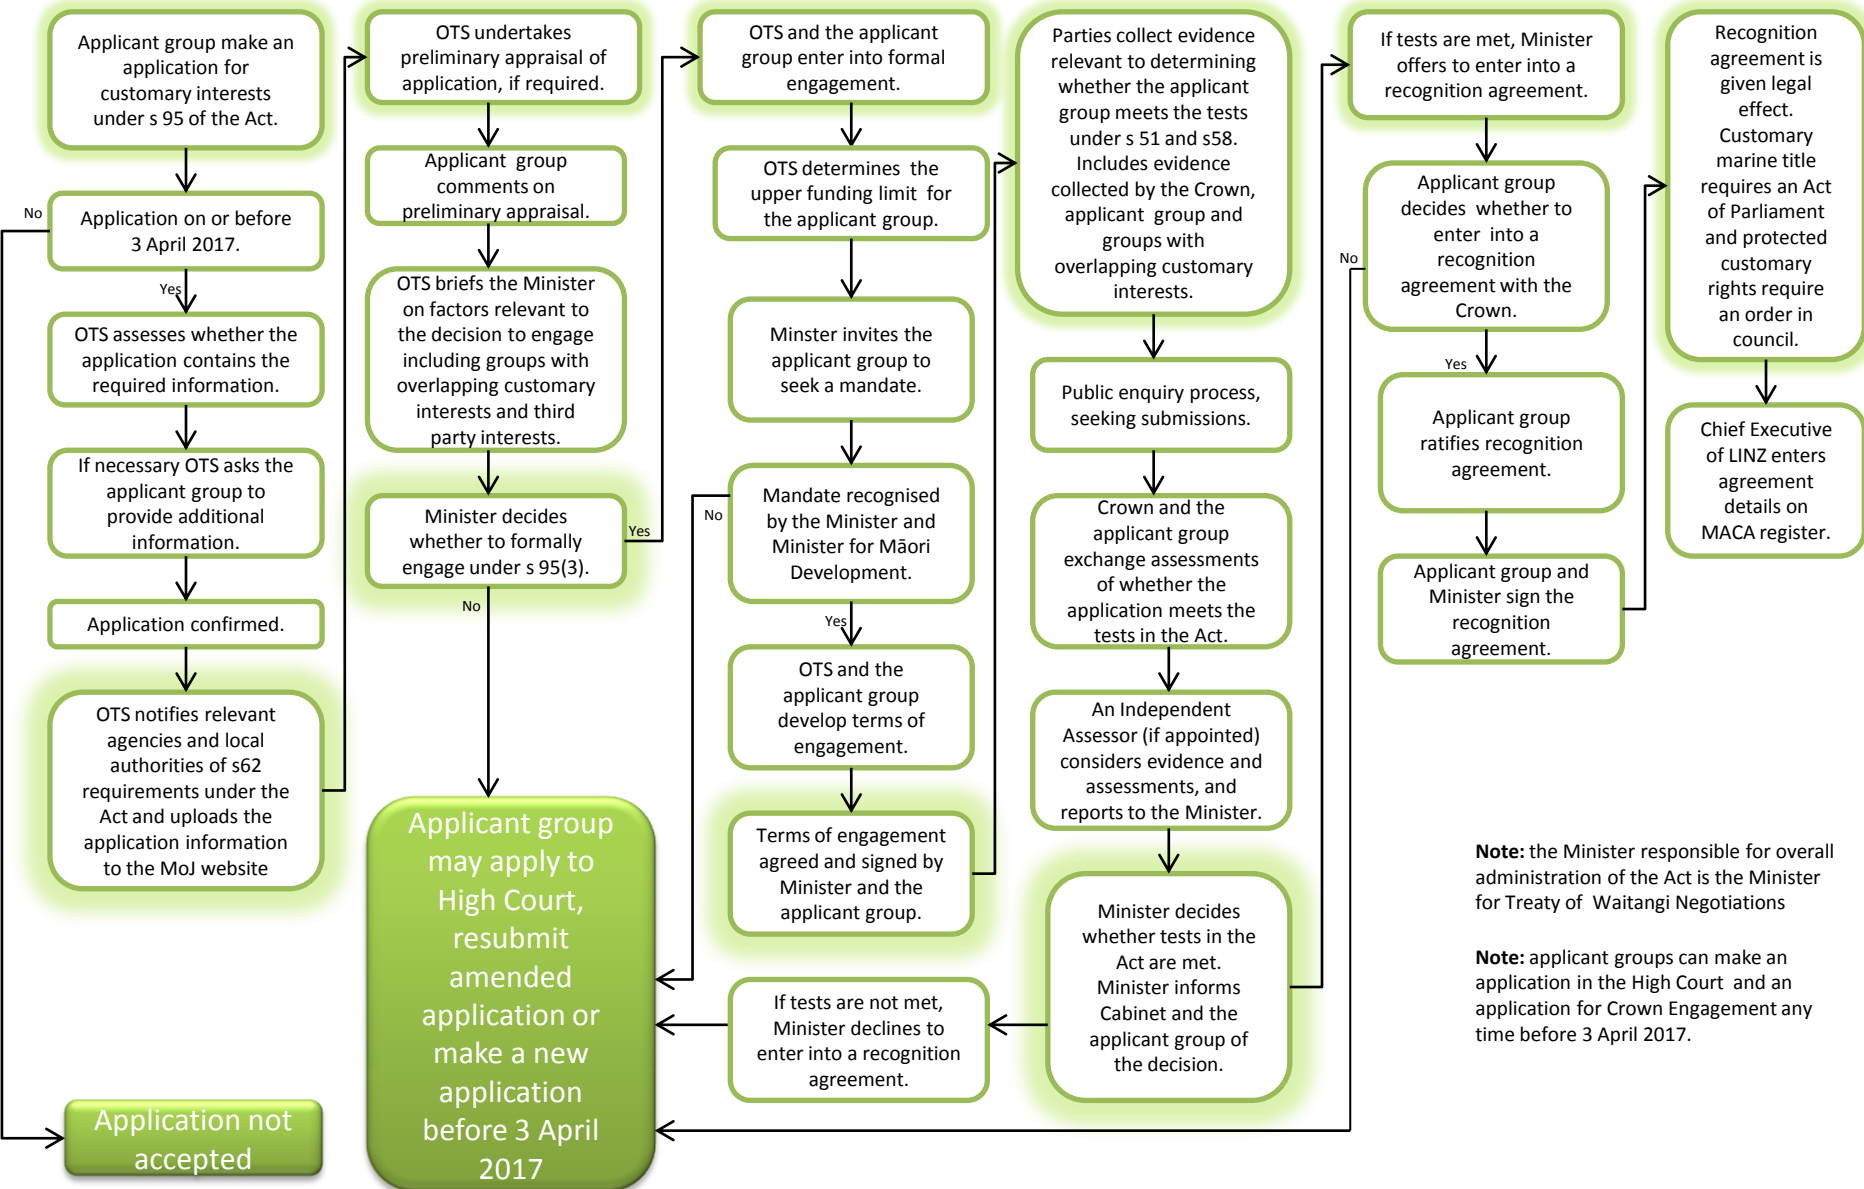 Applicant group make an
application for
customary interests
under s 95 of the Act.
No
Application on or before
3 April 2017.
Yes
OTS assesses whether the
application contains the
required information.
If necessary OTS asks the
applicant group to
provide additional
information.
Application confirmed.
OTS notifies relevant
agencies and local
authorities of s62
requirements under the
Act and uploads the
application information
to the MoJ website
Application not
accepted
OTS undertakes
preliminary appraisal of
application, if required.
Applicant group
comments on
preliminary appraisal.
OTS briefs the Minister
on factors relevant to
the decision to engage
including groups with
overlapping customary
interests and third
party interests.
Minister decides
whether to formally
engage under s 95(3).
Yes
No
Applicant group
may apply to
High Court,
resubmit
amended
application or
make a new
application
before 3 April
2017
OTS and the applicant
group enter into formal
engagement.
OTS determines the
upper funding limit for
the applicant group.
Minster invites the
applicant group to
seek a mandate.
Mandate recognised
by the Minister and
Minister for Māori
Development.
No
Yes
OTS and the
applicant group
develop terms of
engagement.
Terms of engagement
agreed and signed by
Minister and the
applicant group.
If tests are not met,
Minister declines to
enter into a recognition
agreement.
Parties collect evidence
relevant to determining
whether the applicant
group meets the tests
under s 51 and s58.
Includes evidence
collected by the Crown,
applicant group and
groups with
overlapping customary
interests.
Public enquiry process,
seeking submissions.
Crown and the
applicant group
exchange assessments
of whether the
application meets the
tests in the Act.
An Independent
Assessor (if appointed)
considers evidence and
assessments, and
reports to the Minister.
Minister decides
whether tests in the
Act are met.
Minister informs
Cabinet and the
applicant group of
the decision.
If tests are met, Minister
offers to enter into a
recognition agreement.
Applicant group
decides whether to
enter into a
recognition
agreement with the
Crown.
No
Yes
Applicant group
ratifies recognition
agreement.
Applicant group and
Minister sign the
recognition
agreement.
Recognition
agreement is
given legal
effect.
Customary
marine title
requires an Act
of Parliament
and protected
customary
rights require
an order in
council.
Chief Executive
of LINZ enters
agreement
details on
MACA register.
Note: the Minister responsible for overall
administration of the Act is the Minister
for Treaty of Waitangi Negotiations
Note: applicant groups can make an
application in the High Court and an
application for Crown Engagement any
time before 3 April 2017.